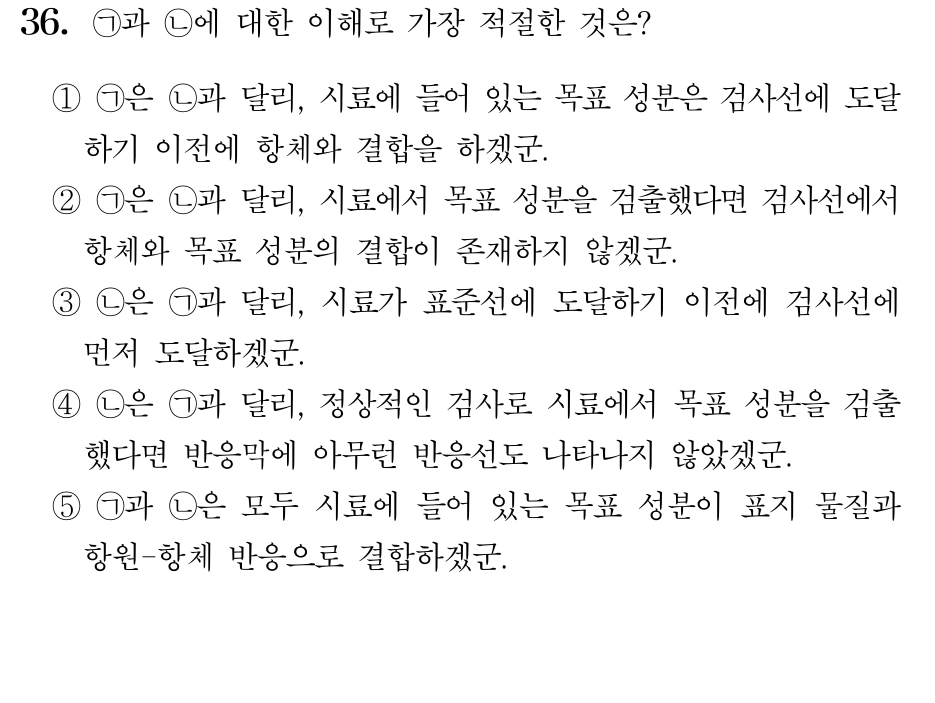 36. ㉠과 ㉡에 대한 이해로 가장 적절한 것은?
① ㉠은 ㉡과 달리, 시료에 들어 있는 목표 성분은 검사선에 도달
하기 이전에 항체와 결합을 하겠군.
② ㉠은 ㉡과 달리, 시료에서 목표 성분을 검출했다면 검사선에서
항체와 목표 성분의 결합이 존재하지 않겠군.
③ ㉡은 ㉠과 달리, 시료가 표준선에 도달하기 이전에 검사선에
먼저 도달하겠군.
④ ㉡은 ㉠과 달리, 정상적인 검사로 시료에서 목표 성분을 검출
했다면 반응막에 아무런 반응선도 나타나지 않았겠군.
⑤ ㉠과 ㉡은 모두 시료에 들어 있는 목표 성분이 표지 물질과
항원-항체 반응으로 결합하겠군.